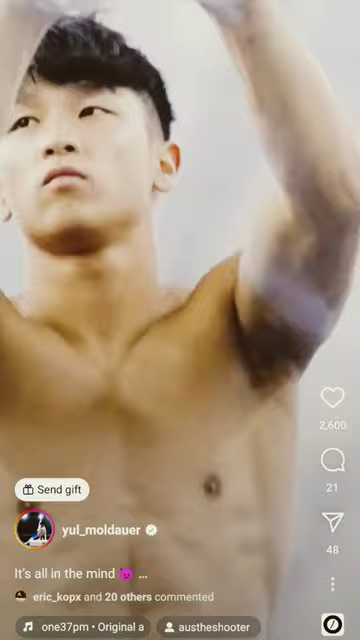 2,600
21
48
Send gift
yul_moldauer
It's all in the mind 😈 ...
eric_kopx and 20 others commented
one37pm • Original a
austheshooter